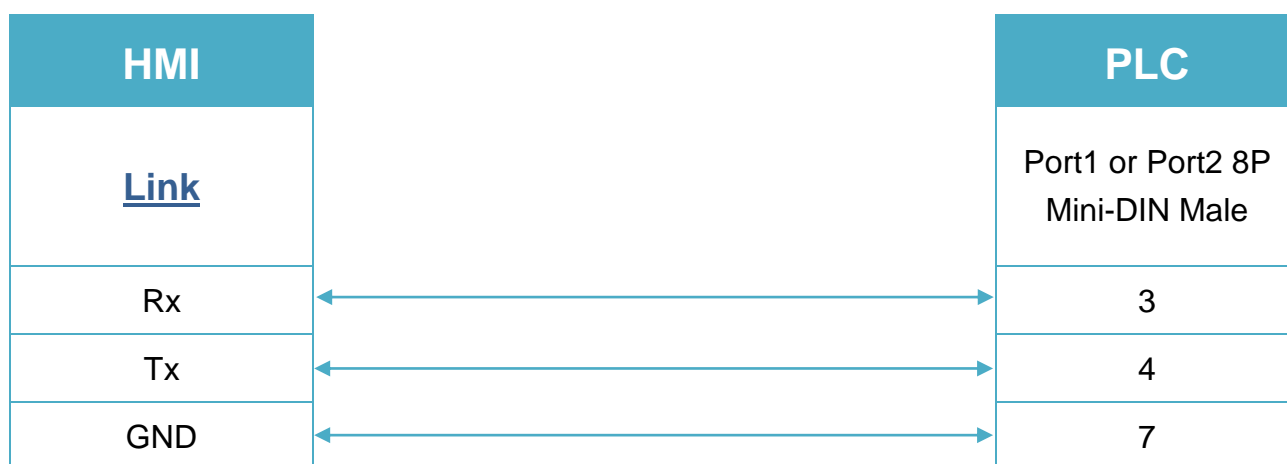 HMI PLC
Link Port1 or Port2 8P
Mini-DIN Male
Rx 3
Tx 4
GND 7